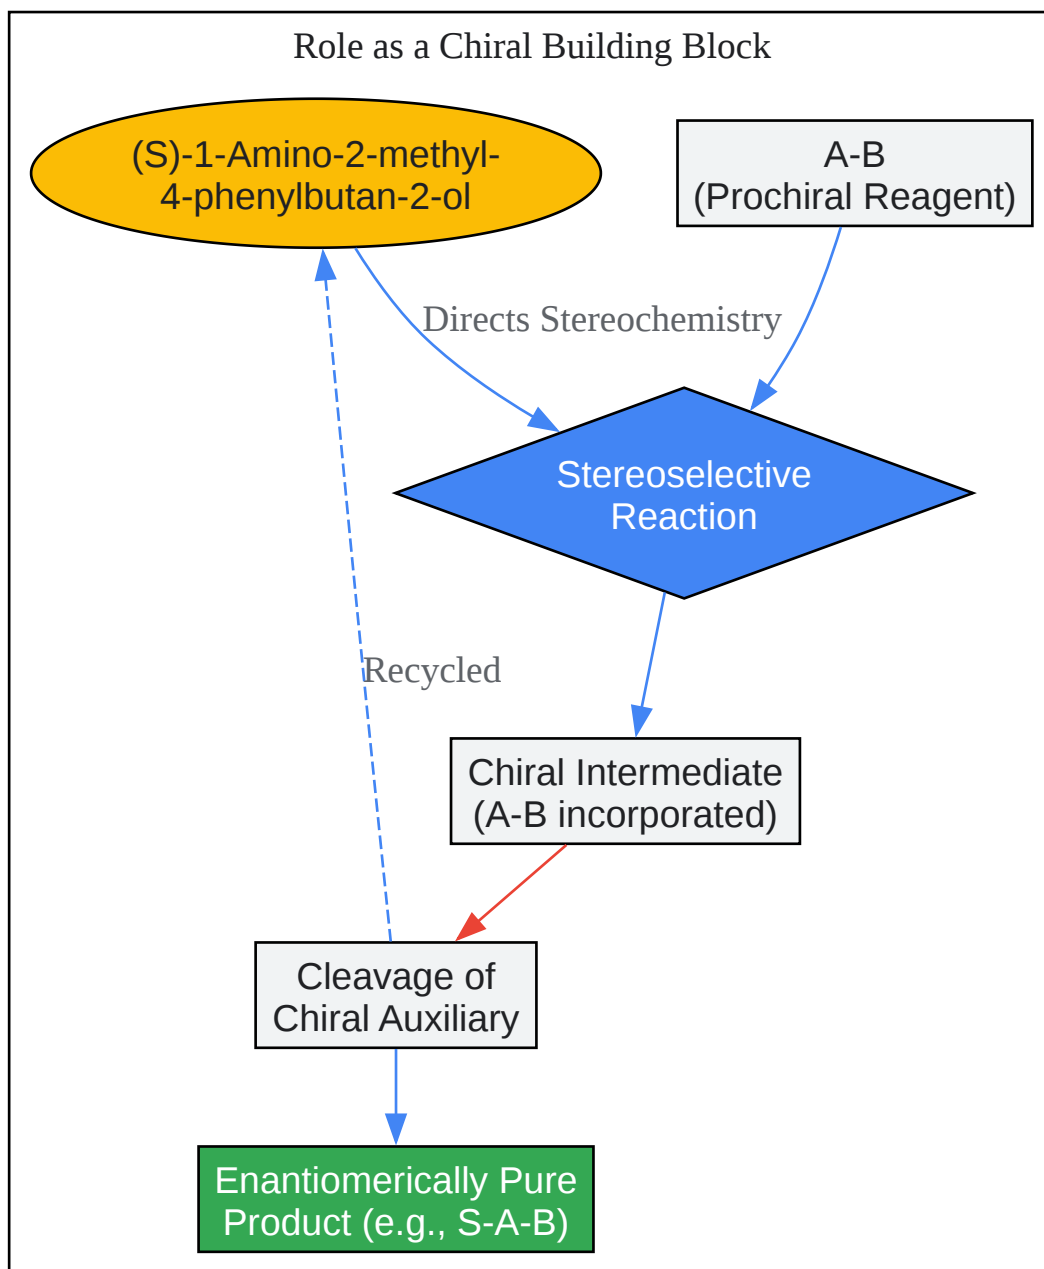 Role as a Chiral Building Block
(S)-1-Amino-2-methyl-
4-phenylbutan-2-ol
A-B
(Prochiral Reagent)
Directs Stereochemistry
Stereoselective
Reaction
Recycled
Chiral Intermediate
(A-B incorporated)
Cleavage of
Chiral Auxiliary
Enantiomerically Pure
Product (e.g., S-A-B)